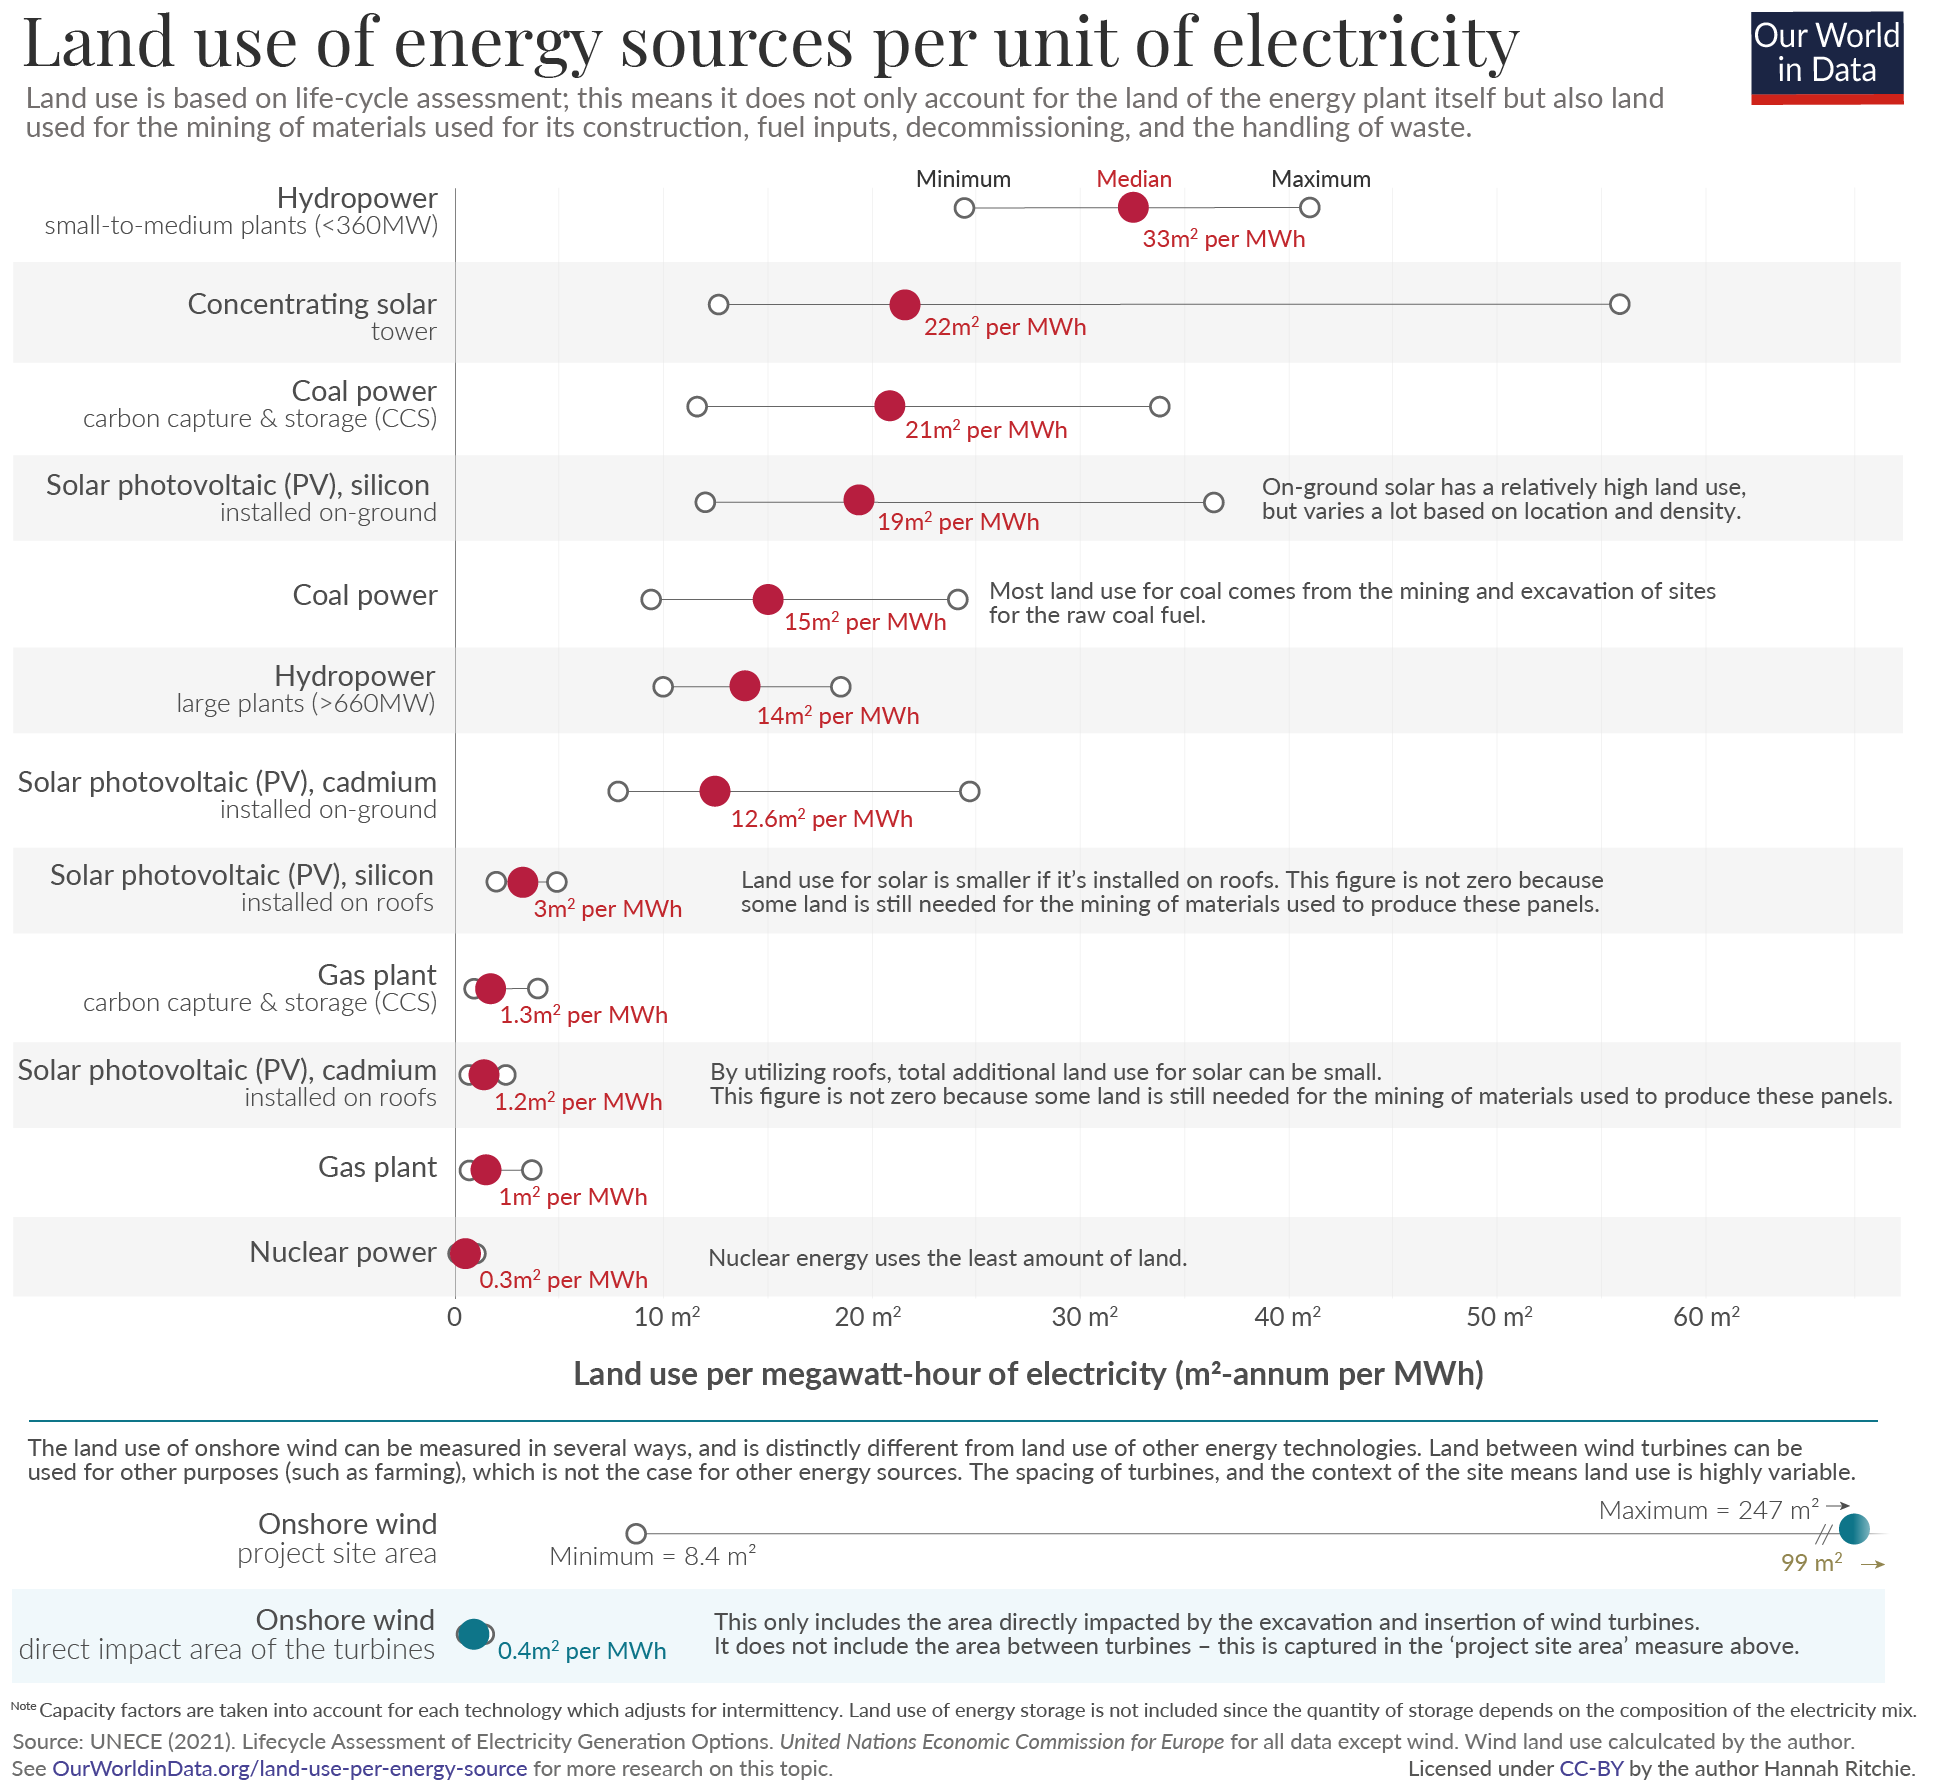 Land use of energy sources per unit of electricity
Our World
in Data
Land use is based on life-cycle assessment; this means it does not only account for the land of the energy plant itself but also land
used for the mining of materials used for its construction, fuel inputs, decommissioning, and the handling of waste.
Minimum Median Maximum
Hydropower
small-to-medium plants (<360MW)
33m² per MWh
Concentrating solar
tower
22m² per MWh
Coal power
carbon capture & storage (CCS)
21m² per MWh
Solar photovoltaic (PV), silicon
installed on-ground
19m² per MWh
On-ground solar has a relatively high land use,
but varies a lot based on location and density.
Coal power
15m² per MWh
Most land use for coal comes from the mining and excavation of sites
for the raw coal fuel.
Hydropower
large plants (>660MW)
14m² per MWh
Solar photovoltaic (PV), cadmium
installed on-ground
12.6m² per MWh
Solar photovoltaic (PV), silicon
installed on roofs
3m² per MWh
Land use for solar is smaller if it's installed on roofs. This figure is not zero because
some land is still needed for the mining of materials used to produce these panels.
Gas plant
carbon capture & storage (CCS)
1.3m² per MWh
Solar photovoltaic (PV), cadmium
installed on roofs
1.2m² per MWh
By utilizing roofs, total additional land use for solar can be small.
This figure is not zero because some land is still needed for the mining of materials used to produce these panels.
Gas plant
1m² per MWh
Nuclear power
0.3m² per MWh
Nuclear energy uses the least amount of land.
0 10 m² 20 m² 30 m² 40 m² 50 m² 60 m²
Land use per megawatt-hour of electricity (m²-annum per MWh)
The land use of onshore wind can be measured in several ways, and is distinctly different from land use of other energy technologies. Land between wind turbines can be
used for other purposes (such as farming), which is not the case for other energy sources. The spacing of turbines, and the context of the site means land use is highly variable.
Onshore wind
project site area
Minimum = 8.4 m²
Maximum = 247 m²
99 m²
Onshore wind
direct impact area of the turbines
0.4m² per MWh
This only includes the area directly impacted by the excavation and insertion of wind turbines.
It does not include the area between turbines – this is captured in the ‘project site area’ measure above.
Note Capacity factors are taken into account for each technology which adjusts for intermittency. Land use of energy storage is not included since the quantity of storage depends on the composition of the electricity mix.
Source: UNECE (2021). Lifecycle Assessment of Electricity Generation Options. United Nations Economic Commission for Europe for all data except wind. Wind land use calculcated by the author.
See OurWorldinData.org/land-use-per-energy-source for more research on this topic.
Licensed under CC-BY by the author Hannah Ritchie.